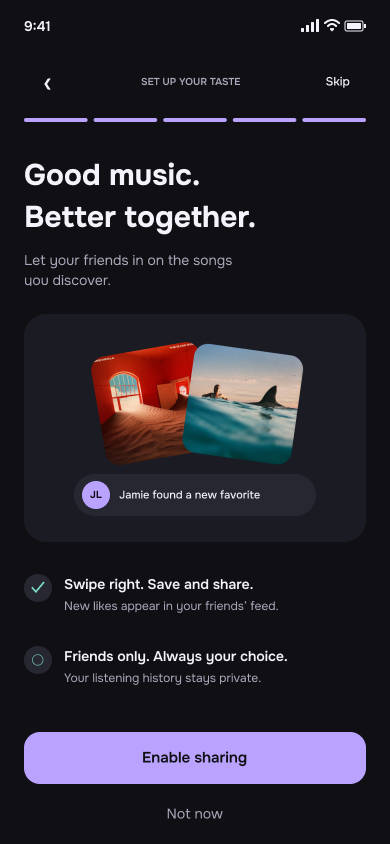 9:41
SET UP YOUR TASTE
Skip
Good music.
Better together.
Let your friends in on the songs
you discover.
JL
Jamie found a new favorite
Swipe right. Save and share.
New likes appear in your friends’ feed.
Friends only. Always your choice.
Your listening history stays private.
Enable sharing
Not now